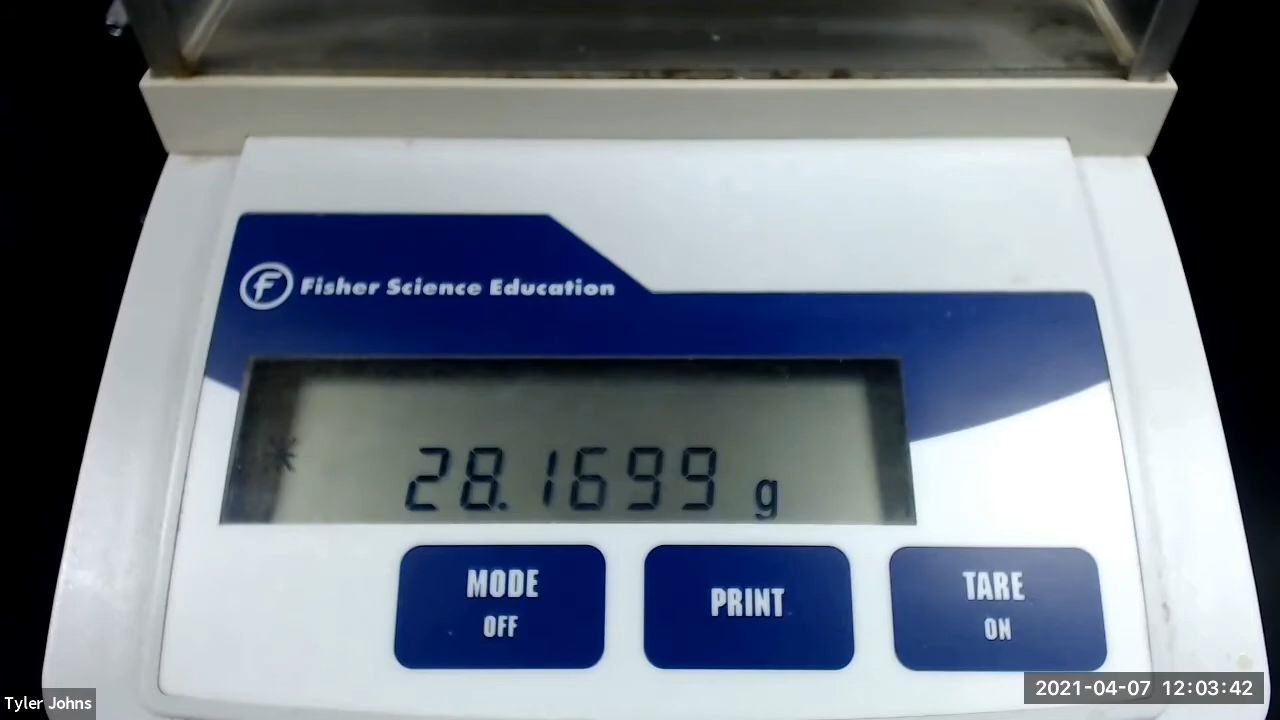 F Fisher Science Education
* 28.1699 g
MODE
OFF
PRINT
TARE
ON
Tyler Johns
2021-04-07 12:03:42